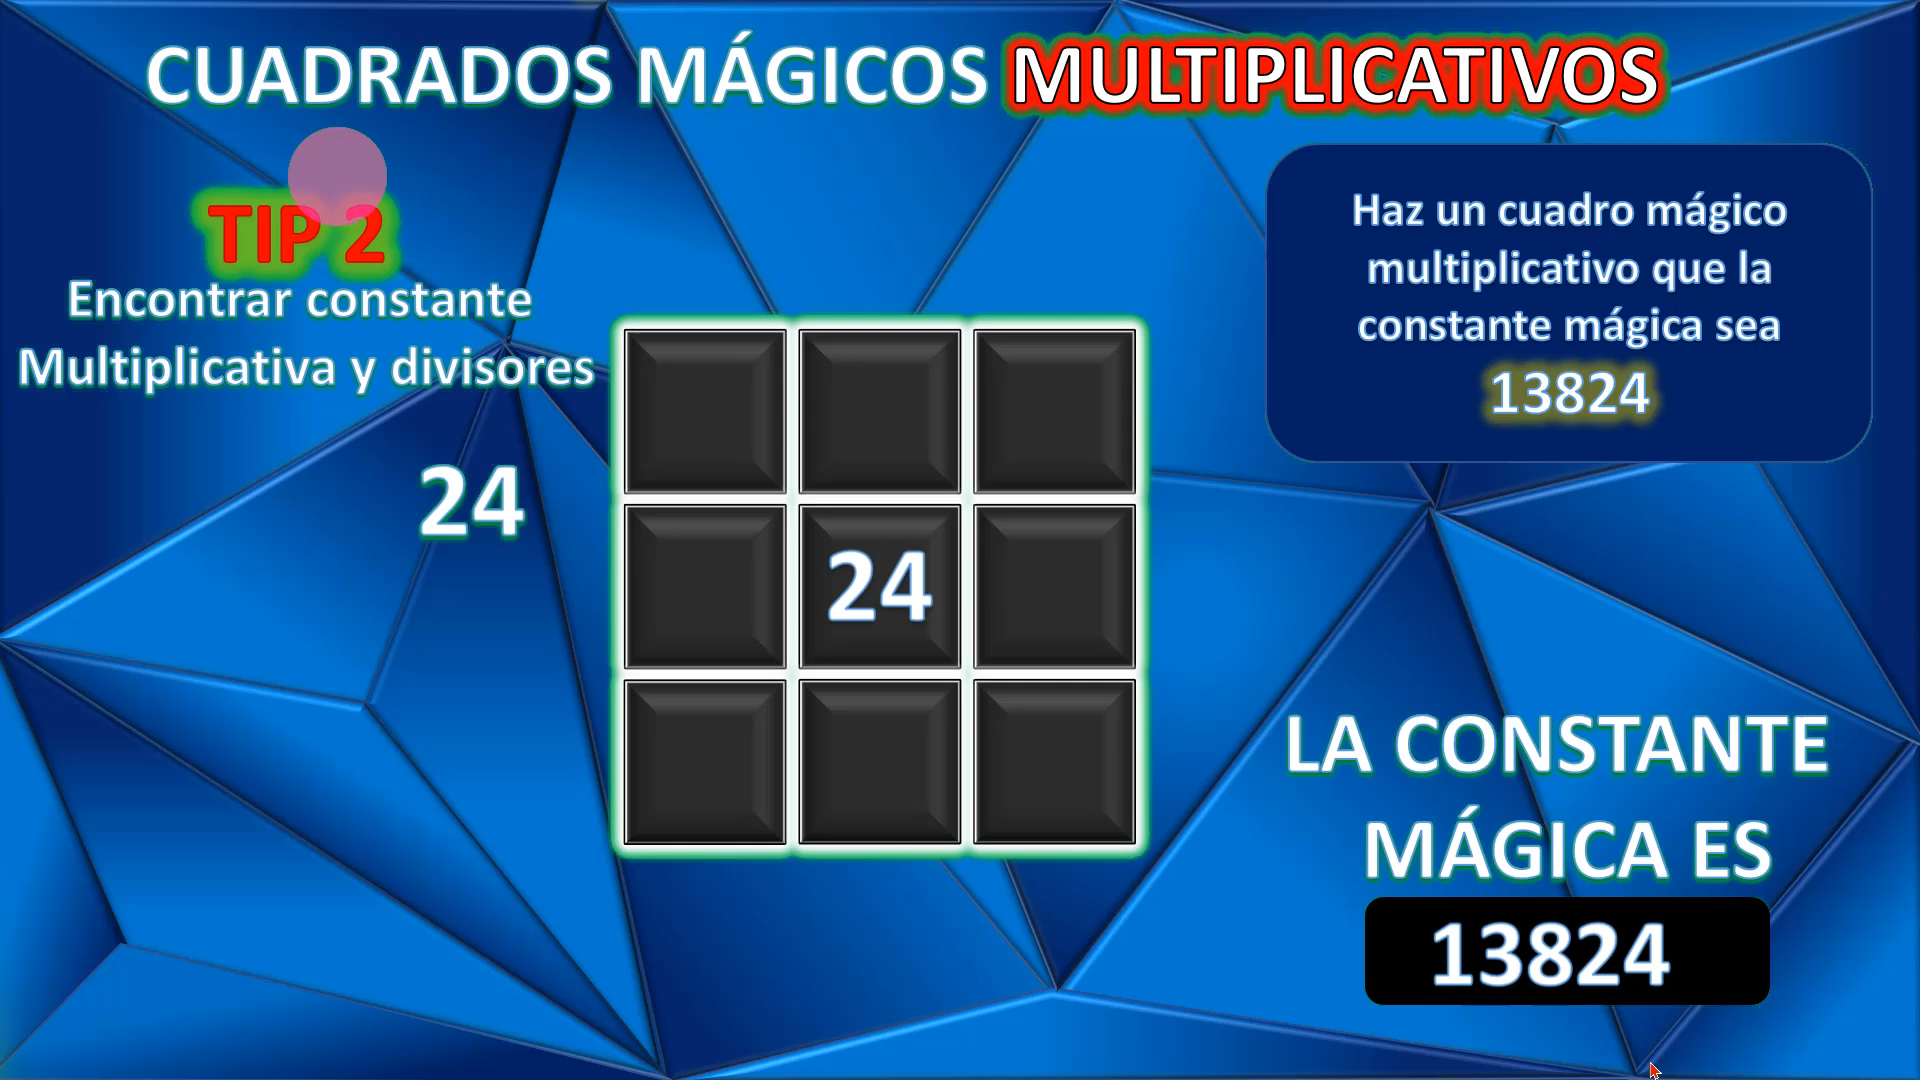 CUADRADOS MÁGICOS MULTIPLICATIVOS
TIP 2
Encontrar constante
Multiplicativa y divisores
24
24
Haz un cuadro mágico
multiplicativo que la
constante mágica sea
13824
LA CONSTANTE
MÁGICA ES
13824